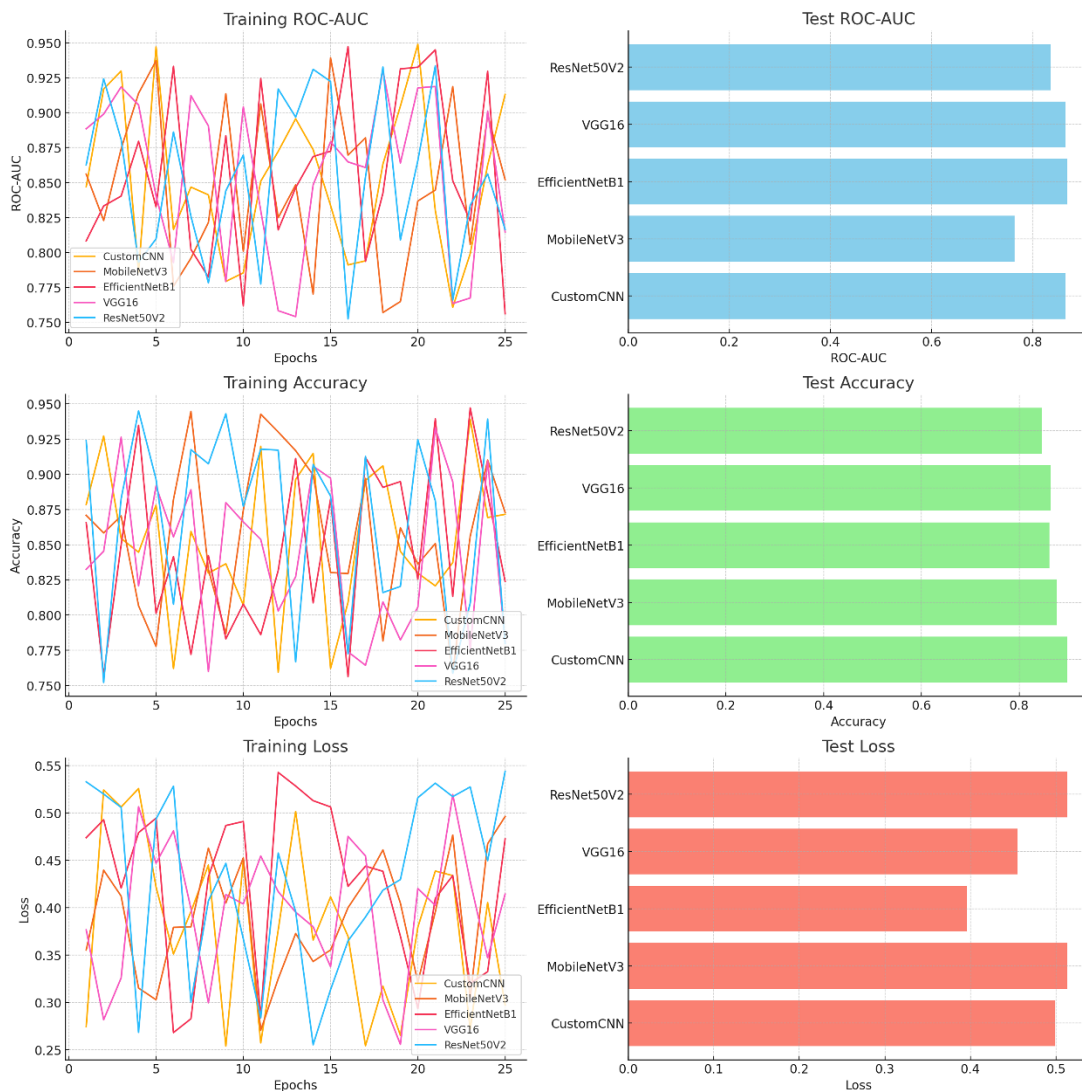 Training ROC-AUC
0.950
0.925
0.900
0.875
0.850
0.825
0.800
0.775
0.750
ROC-AUC
CustomCNN
MobileNetV3
EfficientNetB1
VGG16
ResNet50V2
0 5 10 15 20 25
Epochs
Test ROC-AUC
ResNet50V2
VGG16
EfficientNetB1
MobileNetV3
CustomCNN
0.0 0.2 0.4 0.6 0.8
ROC-AUC
Training Accuracy
0.950
0.925
0.900
0.875
0.850
0.825
0.800
0.775
0.750
Accuracy
CustomCNN
MobileNetV3
EfficientNetB1
VGG16
ResNet50V2
0 5 10 15 20 25
Epochs
Test Accuracy
ResNet50V2
VGG16
EfficientNetB1
MobileNetV3
CustomCNN
0.0 0.2 0.4 0.6 0.8
Accuracy
Training Loss
0.55
0.50
0.45
0.40
0.35
0.30
0.25
Loss
CustomCNN
MobileNetV3
EfficientNetB1
VGG16
ResNet50V2
0 5 10 15 20 25
Epochs
Test Loss
ResNet50V2
VGG16
EfficientNetB1
MobileNetV3
CustomCNN
0.0 0.1 0.2 0.3 0.4 0.5
Loss